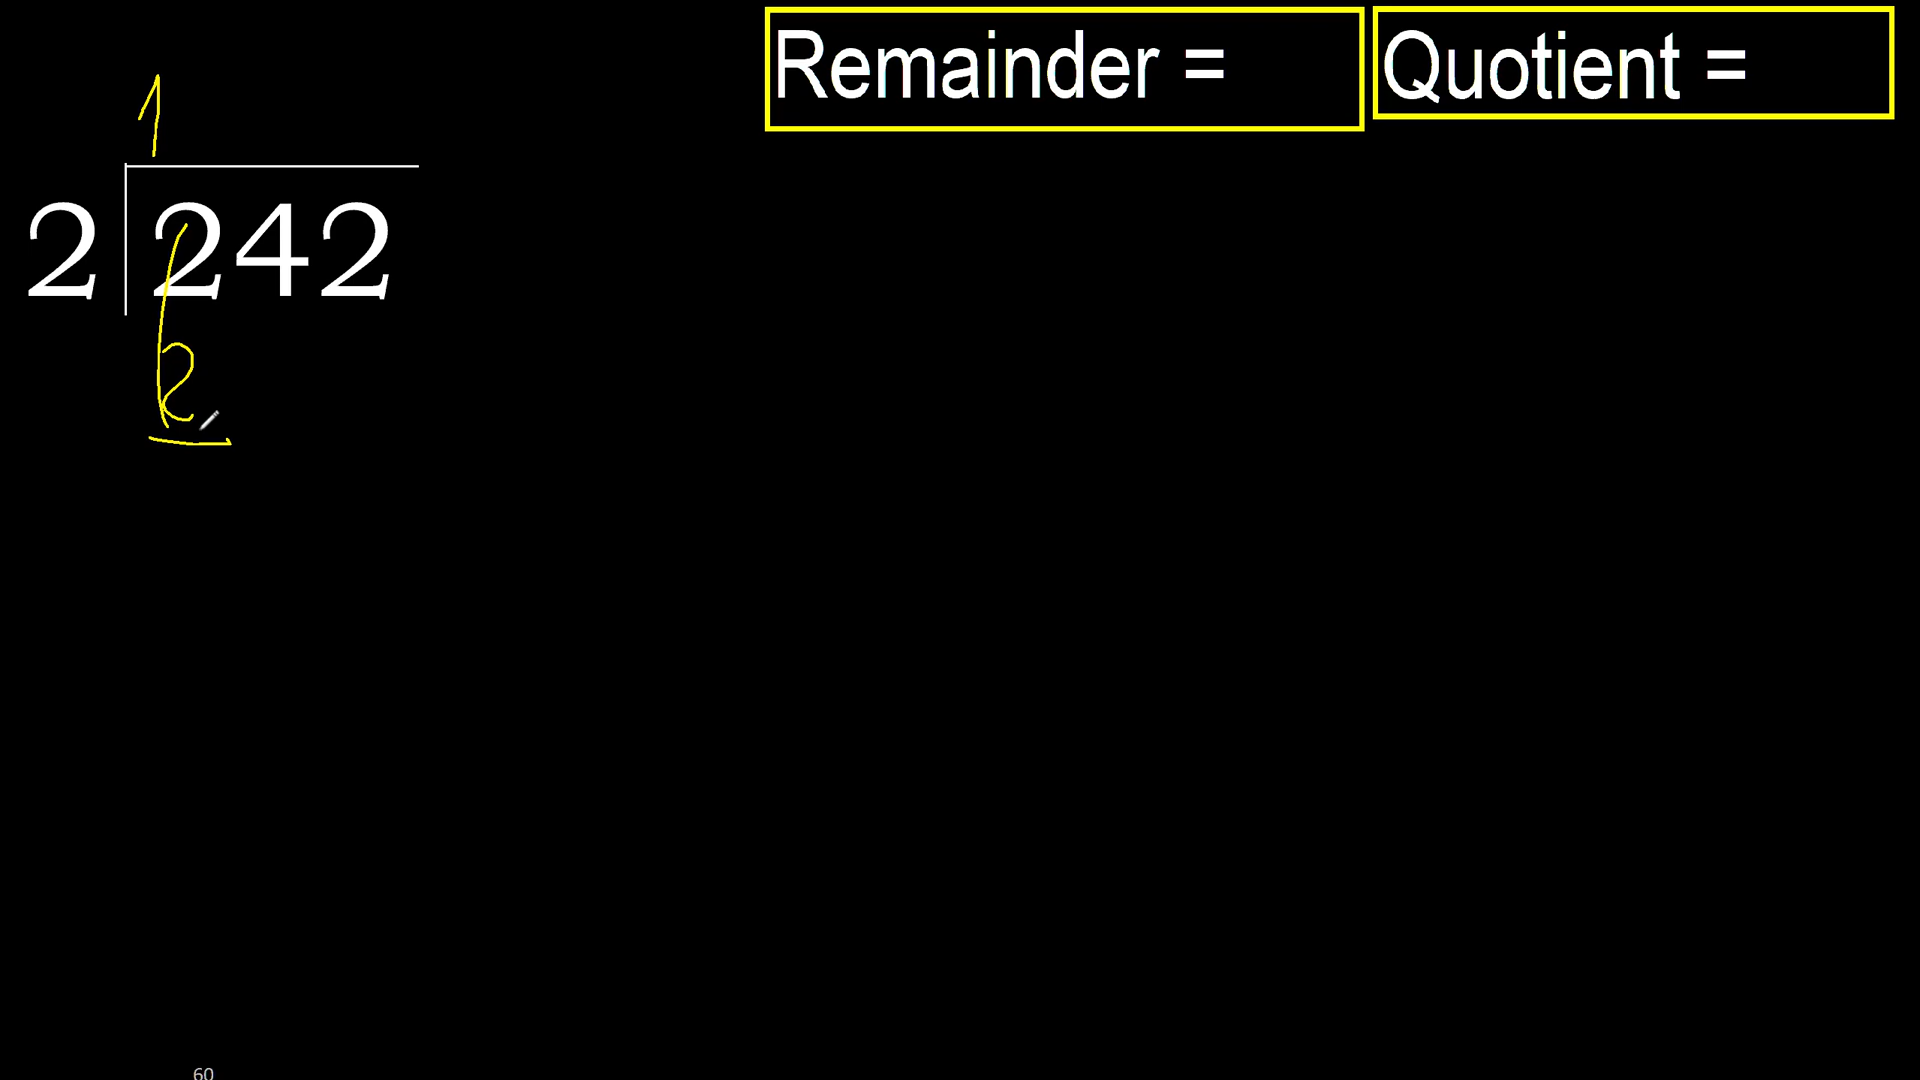 Remainder = Quotient =
1
2 242
2
60